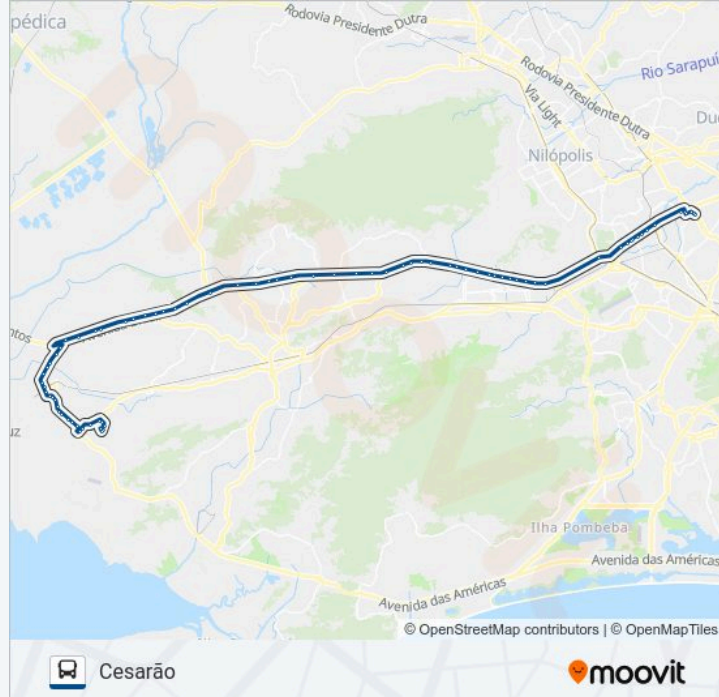 pédica
Rodovia Presidente Dutra
Rio Sarapuí
Rodovia Presidente Dutra
Via Light
Du
Nilópolis
ntos
uz
Ilha Pombeba
Avenida das Américas
Avenida das Américas
© OpenStreetMap contributors | © OpenMapTiles
Cesarão
moovit